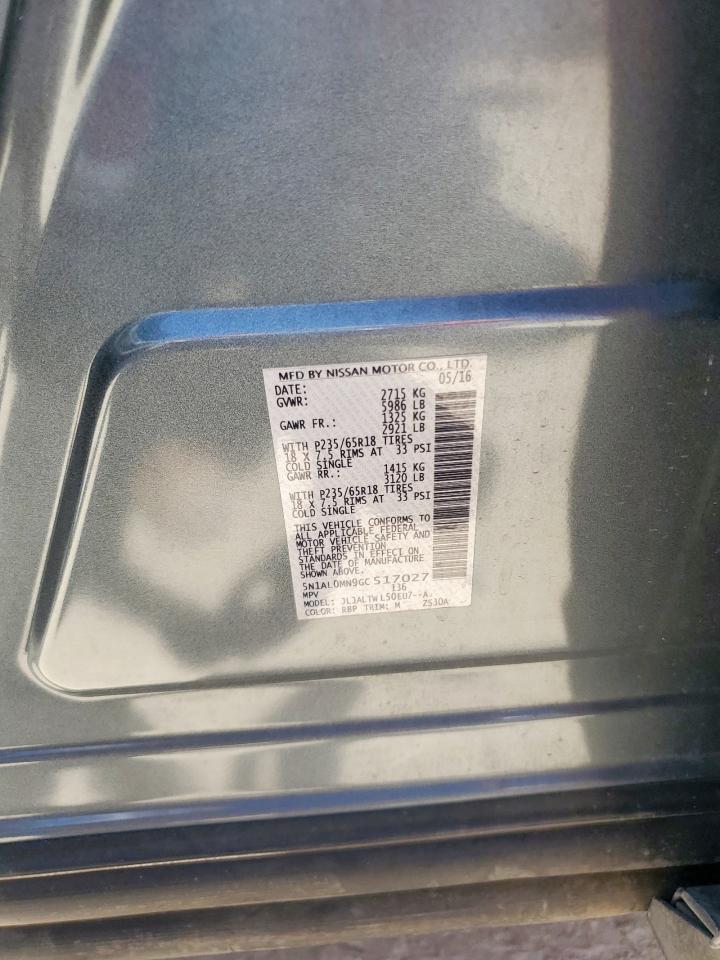 MFD BY NISSAN MOTOR CO., LTD.
DATE: 05/16
GVWR: 2715 KG
5986 LB
GAWR FR.: 1325 KG
2921 LB
WITH P235/65R18 TIRES
18 X 7.5 RIMS AT 33 PSI
COLD SINGLE
GAWR RR.: 1415 KG
3120 LB
WITH P235/65R18 TIRES
18 X 7.5 RIMS AT 33 PSI
COLD SINGLE
THIS VEHICLE CONFORMS TO
ALL APPLICABLE FEDERAL
MOTOR VEHICLE SAFETY AND
THEFT PREVENTION
STANDARDS IN EFFECT ON
THE DATE OF MANUFACTURE
SHOWN ABOVE.
5N1AL0MN9GC517027
MPV 136
MODEL:
COLOR: RBP TRIM: M ZS30A